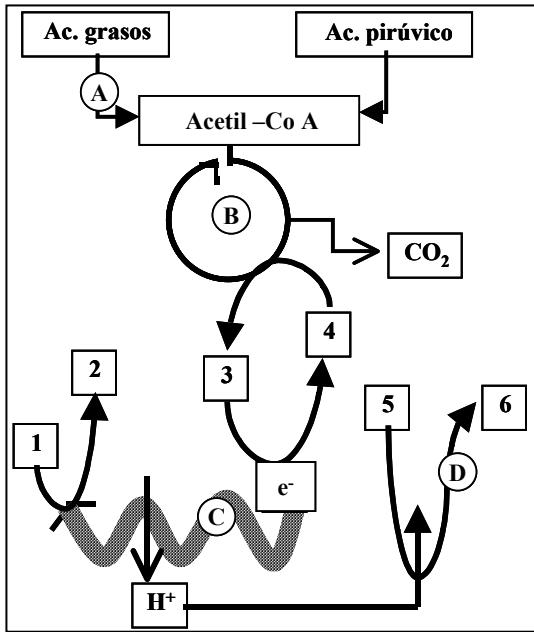 Ac. grasos
Ac. pirúvico
A
Acetil –Co A
B
CO₂
4
3
2
5
6
1
D
e⁻
C
H⁺